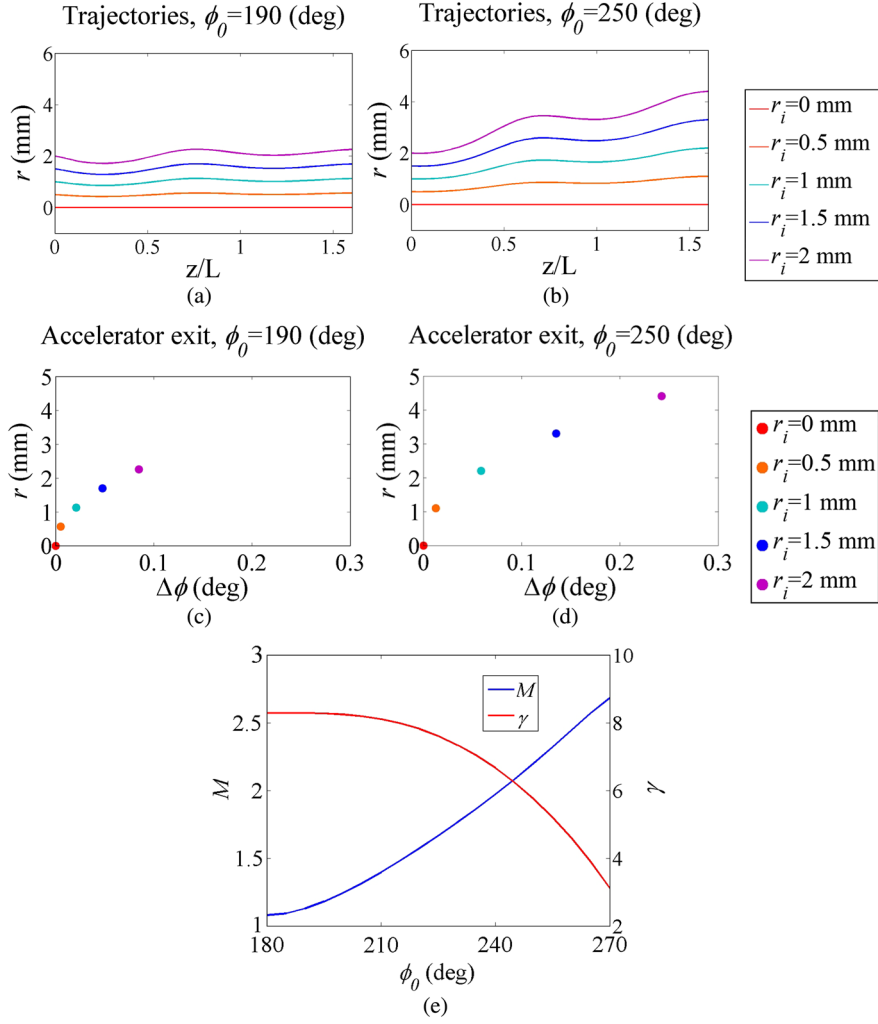 Trajectories, ϕ₀=190 (deg)
Trajectories, ϕ₀=250 (deg)
6
4
2
0
r (mm)
0
0.5
1
1.5
z/L
(a)
6
4
2
0
r (mm)
0
0.5
1
1.5
z/L
(b)
rᵢ=0 mm
rᵢ=0.5 mm
rᵢ=1 mm
rᵢ=1.5 mm
rᵢ=2 mm
Accelerator exit, ϕ₀=190 (deg)
Accelerator exit, ϕ₀=250 (deg)
5
4
3
2
1
0
r (mm)
0
0.1
0.2
0.3
Δϕ (deg)
(c)
5
4
3
2
1
0
r (mm)
0
0.1
0.2
0.3
Δϕ (deg)
(d)
rᵢ=0 mm
rᵢ=0.5 mm
rᵢ=1 mm
rᵢ=1.5 mm
rᵢ=2 mm
3
2.5
2
1.5
1
M
M
γ
10
8
6
4
2
γ
180
210
240
270
ϕ₀ (deg)
(e)